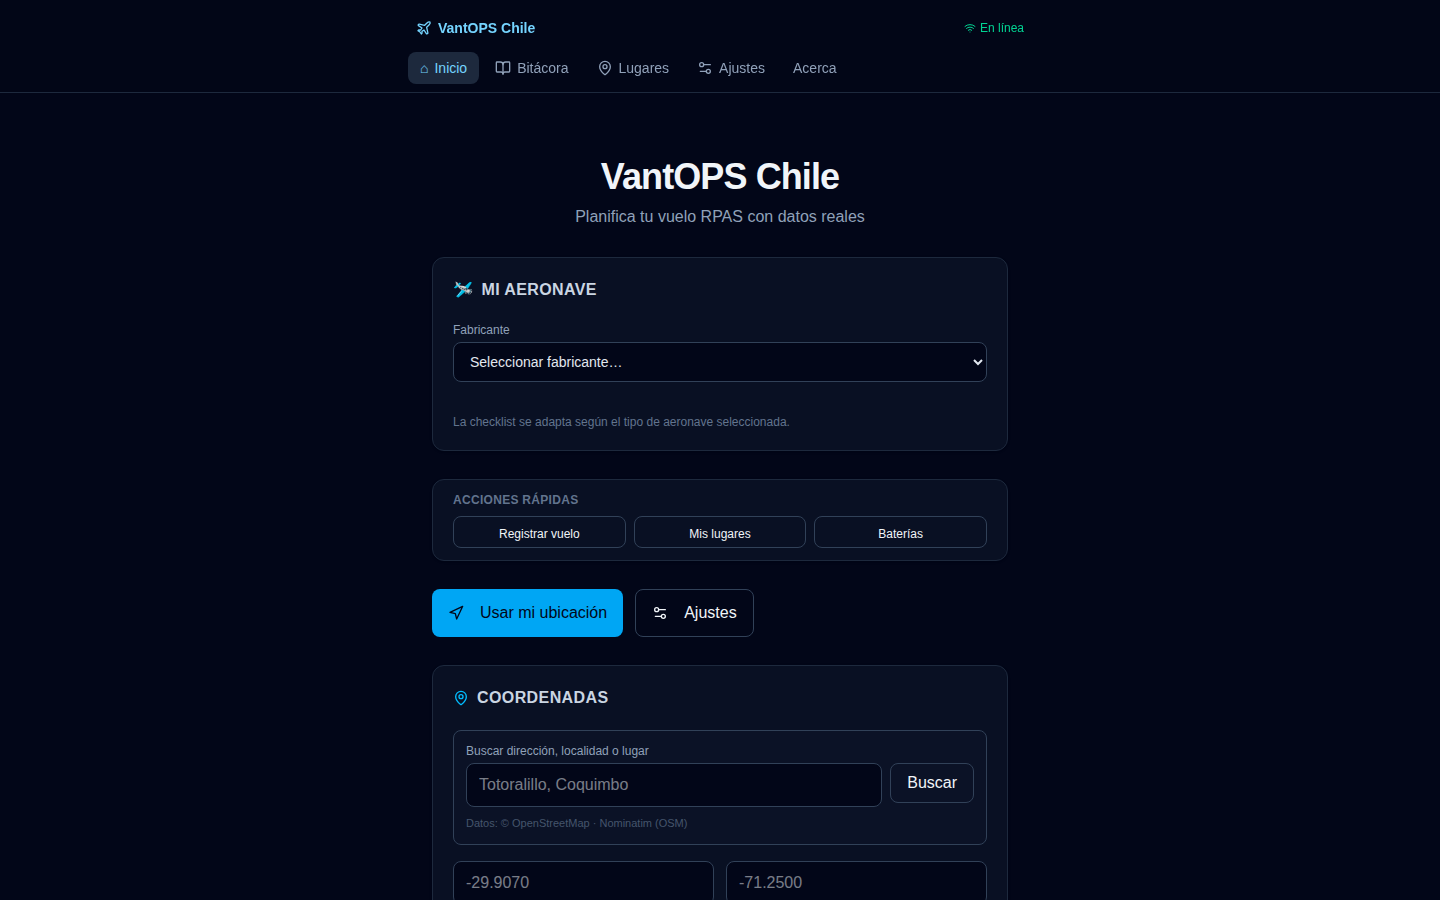 VantOPS Chile
En línea
Inicio
Bitácora
Lugares
Ajustes
Acerca
VantOPS Chile
Planifica tu vuelo RPAS con datos reales
MI AERONAVE
Fabricante
Seleccionar fabricante…
La checklist se adapta según el tipo de aeronave seleccionada.
ACCIONES RÁPIDAS
Registrar vuelo
Mis lugares
Baterías
Usar mi ubicación
Ajustes
COORDENADAS
Buscar dirección, localidad o lugar
Totoralillo, Coquimbo
Buscar
Datos: © OpenStreetMap · Nominatim (OSM)
-29.9070
-71.2500